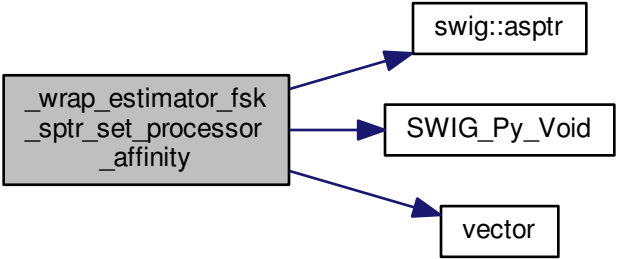 _wrap_estimator_fsk
_sptr_set_processor
_affinity
swig::asptr
SWIG_Py_Void
vector